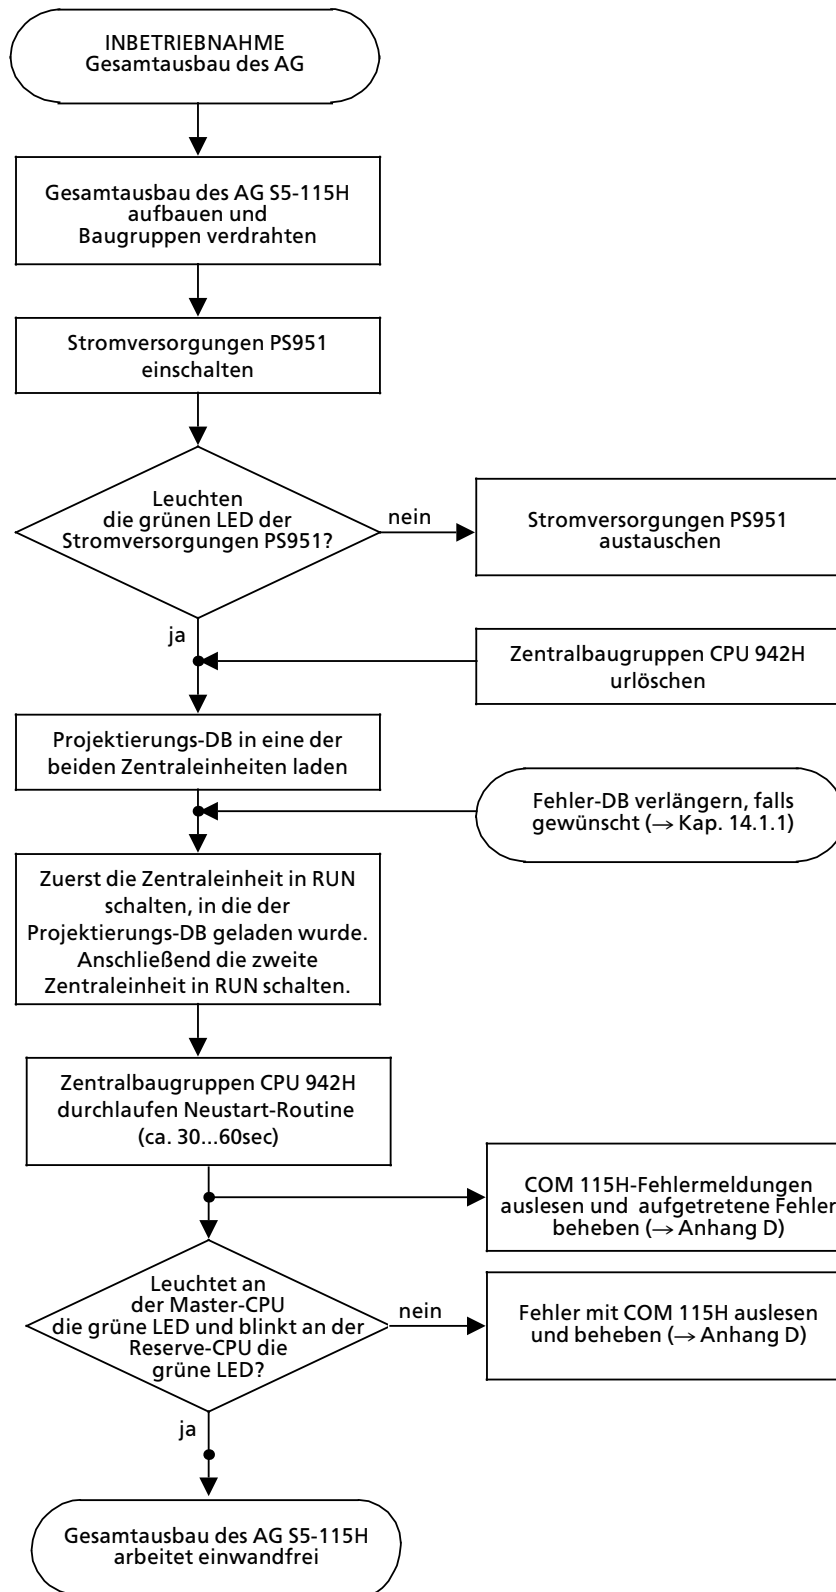 INBETRIEBNAHME
Gesamtausbau des AG
Gesamtausbau des AG S5-115H
aufbauen und
Baugruppen verdrahten
Stromversorgungen PS951
einschalten
Leuchten
die grünen LED der
Stromversorgungen PS951?
nein
Stromversorgungen PS951
austauschen
ja
Zentralbaugruppen CPU 942H
urlöschen
Projektierungs-DB in eine der
beiden Zentraleinheiten laden
Fehler-DB verlängern, falls
gewünscht (→ Kap. 14.1.1)
Zuerst die Zentraleinheit in RUN
schalten, in die der
Projektierungs-DB geladen wurde.
Anschließend die zweite
Zentraleinheit in RUN schalten.
Zentralbaugruppen CPU 942H
durchlaufen Neustart-Routine
(ca. 30...60sec)
COM 115H-Fehlermeldungen
auslesen und aufgetretene Fehler
beheben (→ Anhang D)
Leuchtet an
der Master-CPU
die grüne LED und blinkt an der
Reserve-CPU die
grüne LED?
nein
Fehler mit COM 115H auslesen
und beheben (→ Anhang D)
ja
Gesamtausbau des AG S5-115H
arbeitet einwandfrei